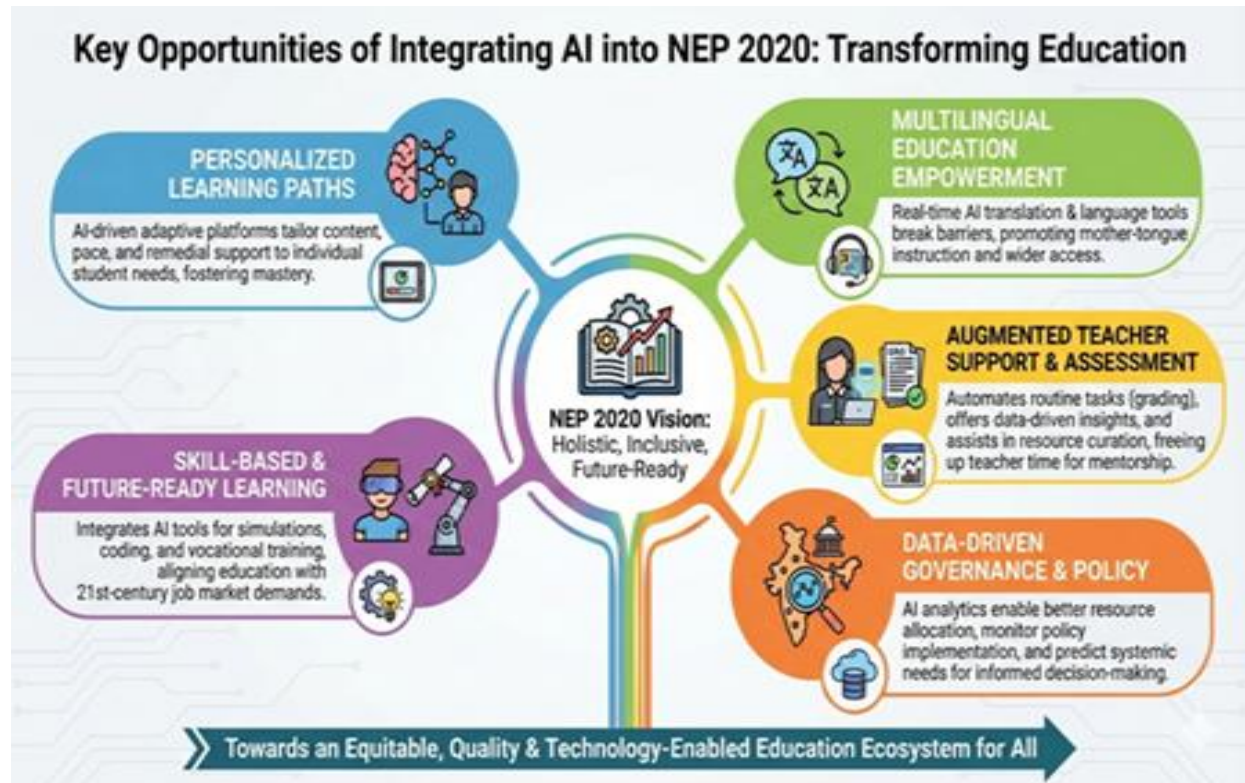 Key Opportunities of Integrating AI into NEP 2020: Transforming Education
PERSONALIZED
LEARNING PATHS
AI-driven adaptive platforms tailor content,
pace, and remedial support to individual
student needs, fostering mastery.
MULTILINGUAL
EDUCATION
EMPOWERMENT
文A
文A
Real-time AI translation & language tools
break barriers, promoting mother-tongue
instruction and wider access.
NEP 2020 Vision:
Holistic, Inclusive,
Future-Ready
AUGMENTED TEACHER
SUPPORT & ASSESSMENT
Automates routine tasks (grading),
offers data-driven insights, and
assists in resource curation, freeing
up teacher time for mentorship.
SKILL-BASED &
FUTURE-READY LEARNING
Integrates AI tools for simulations,
coding, and vocational training,
aligning education with
21st-century job market demands.
DATA-DRIVEN
GOVERNANCE & POLICY
AI analytics enable better resource
allocation, monitor policy
implementation, and predict systemic
needs for informed decision-making.
Towards an Equitable, Quality & Technology-Enabled Education Ecosystem for All